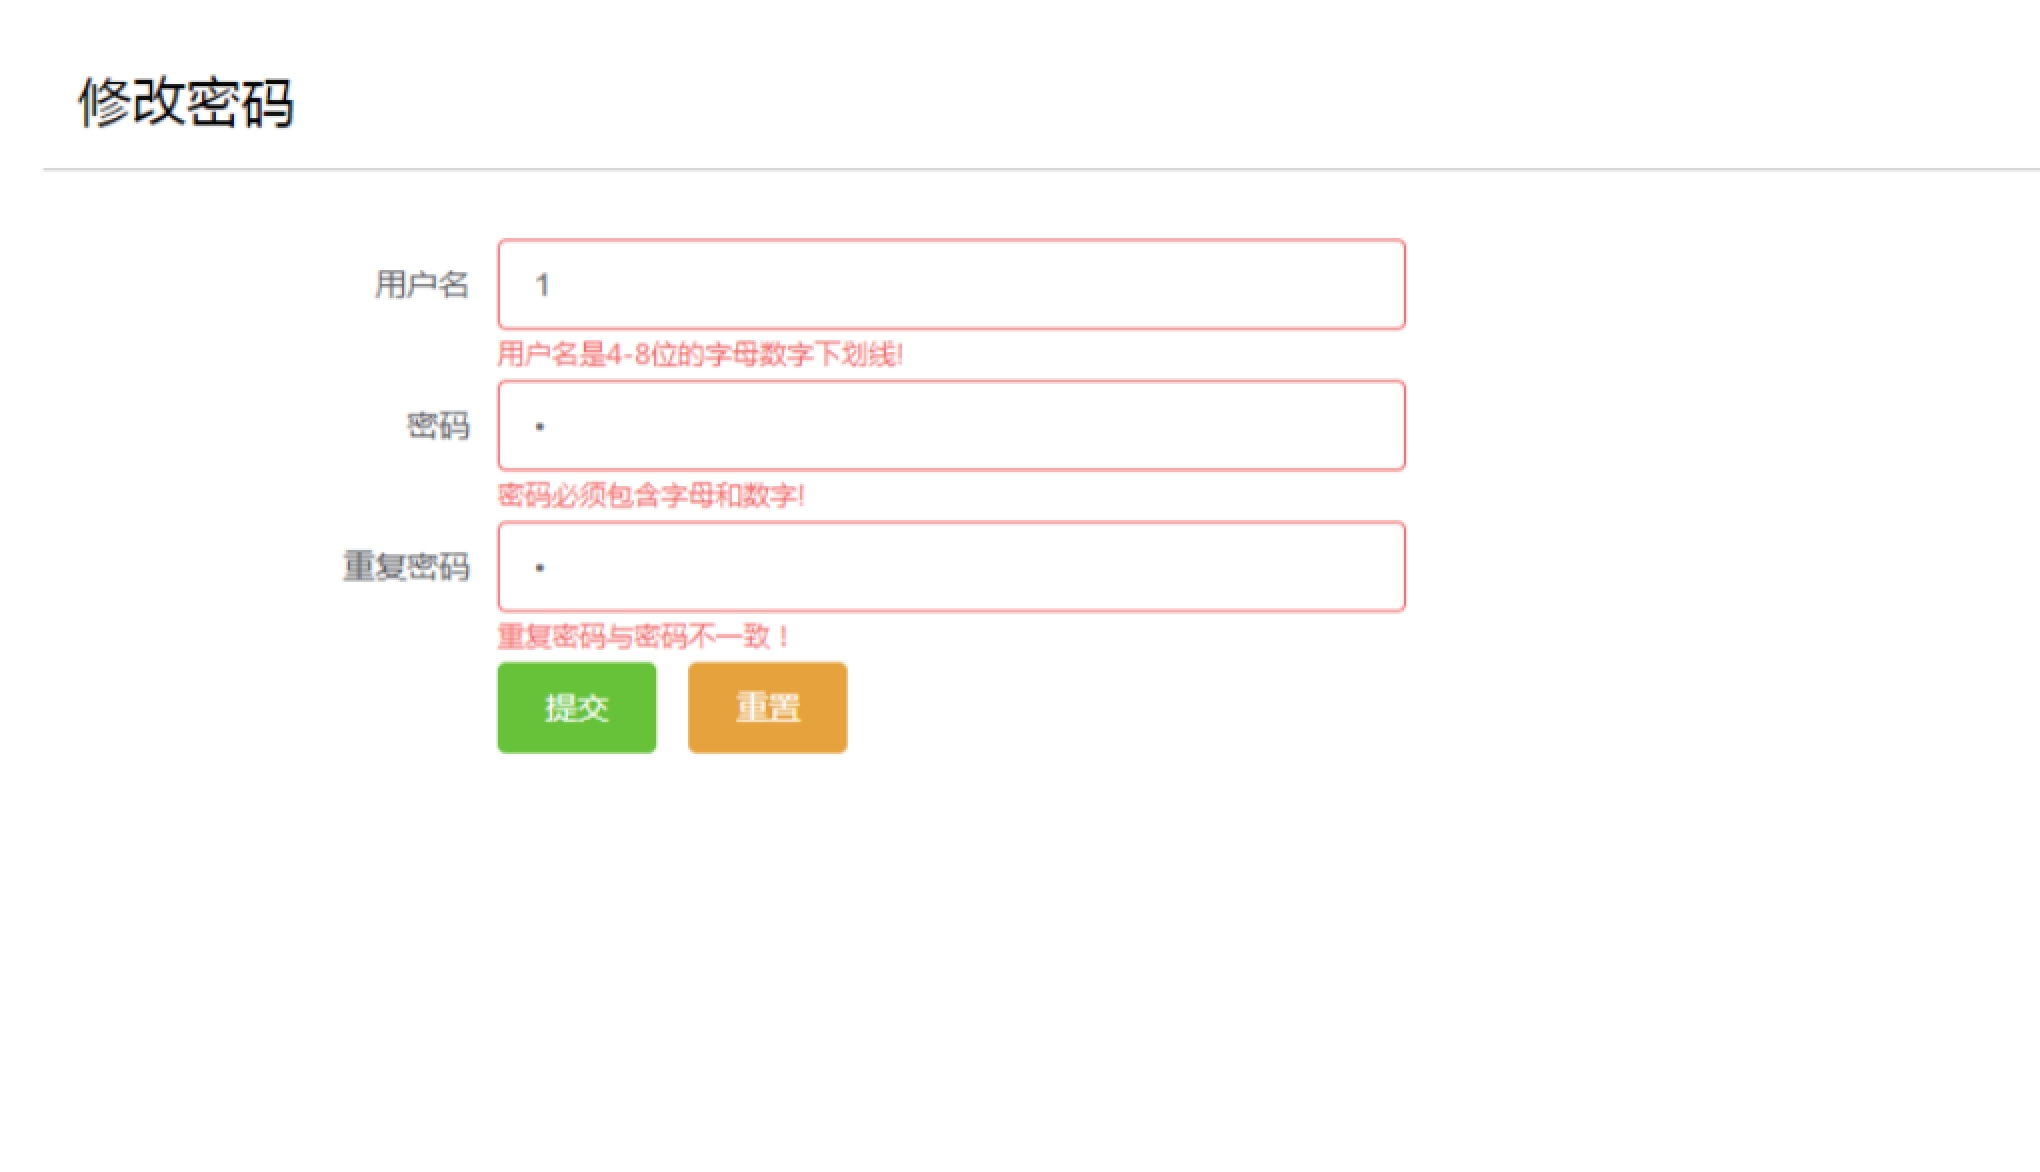 修改密码
用户名 1
用户名是4-8位的字母数字下划线!
密码 •
密码必须包含字母和数字!
重复密码 •
重复密码与密码不一致！
提交 重置